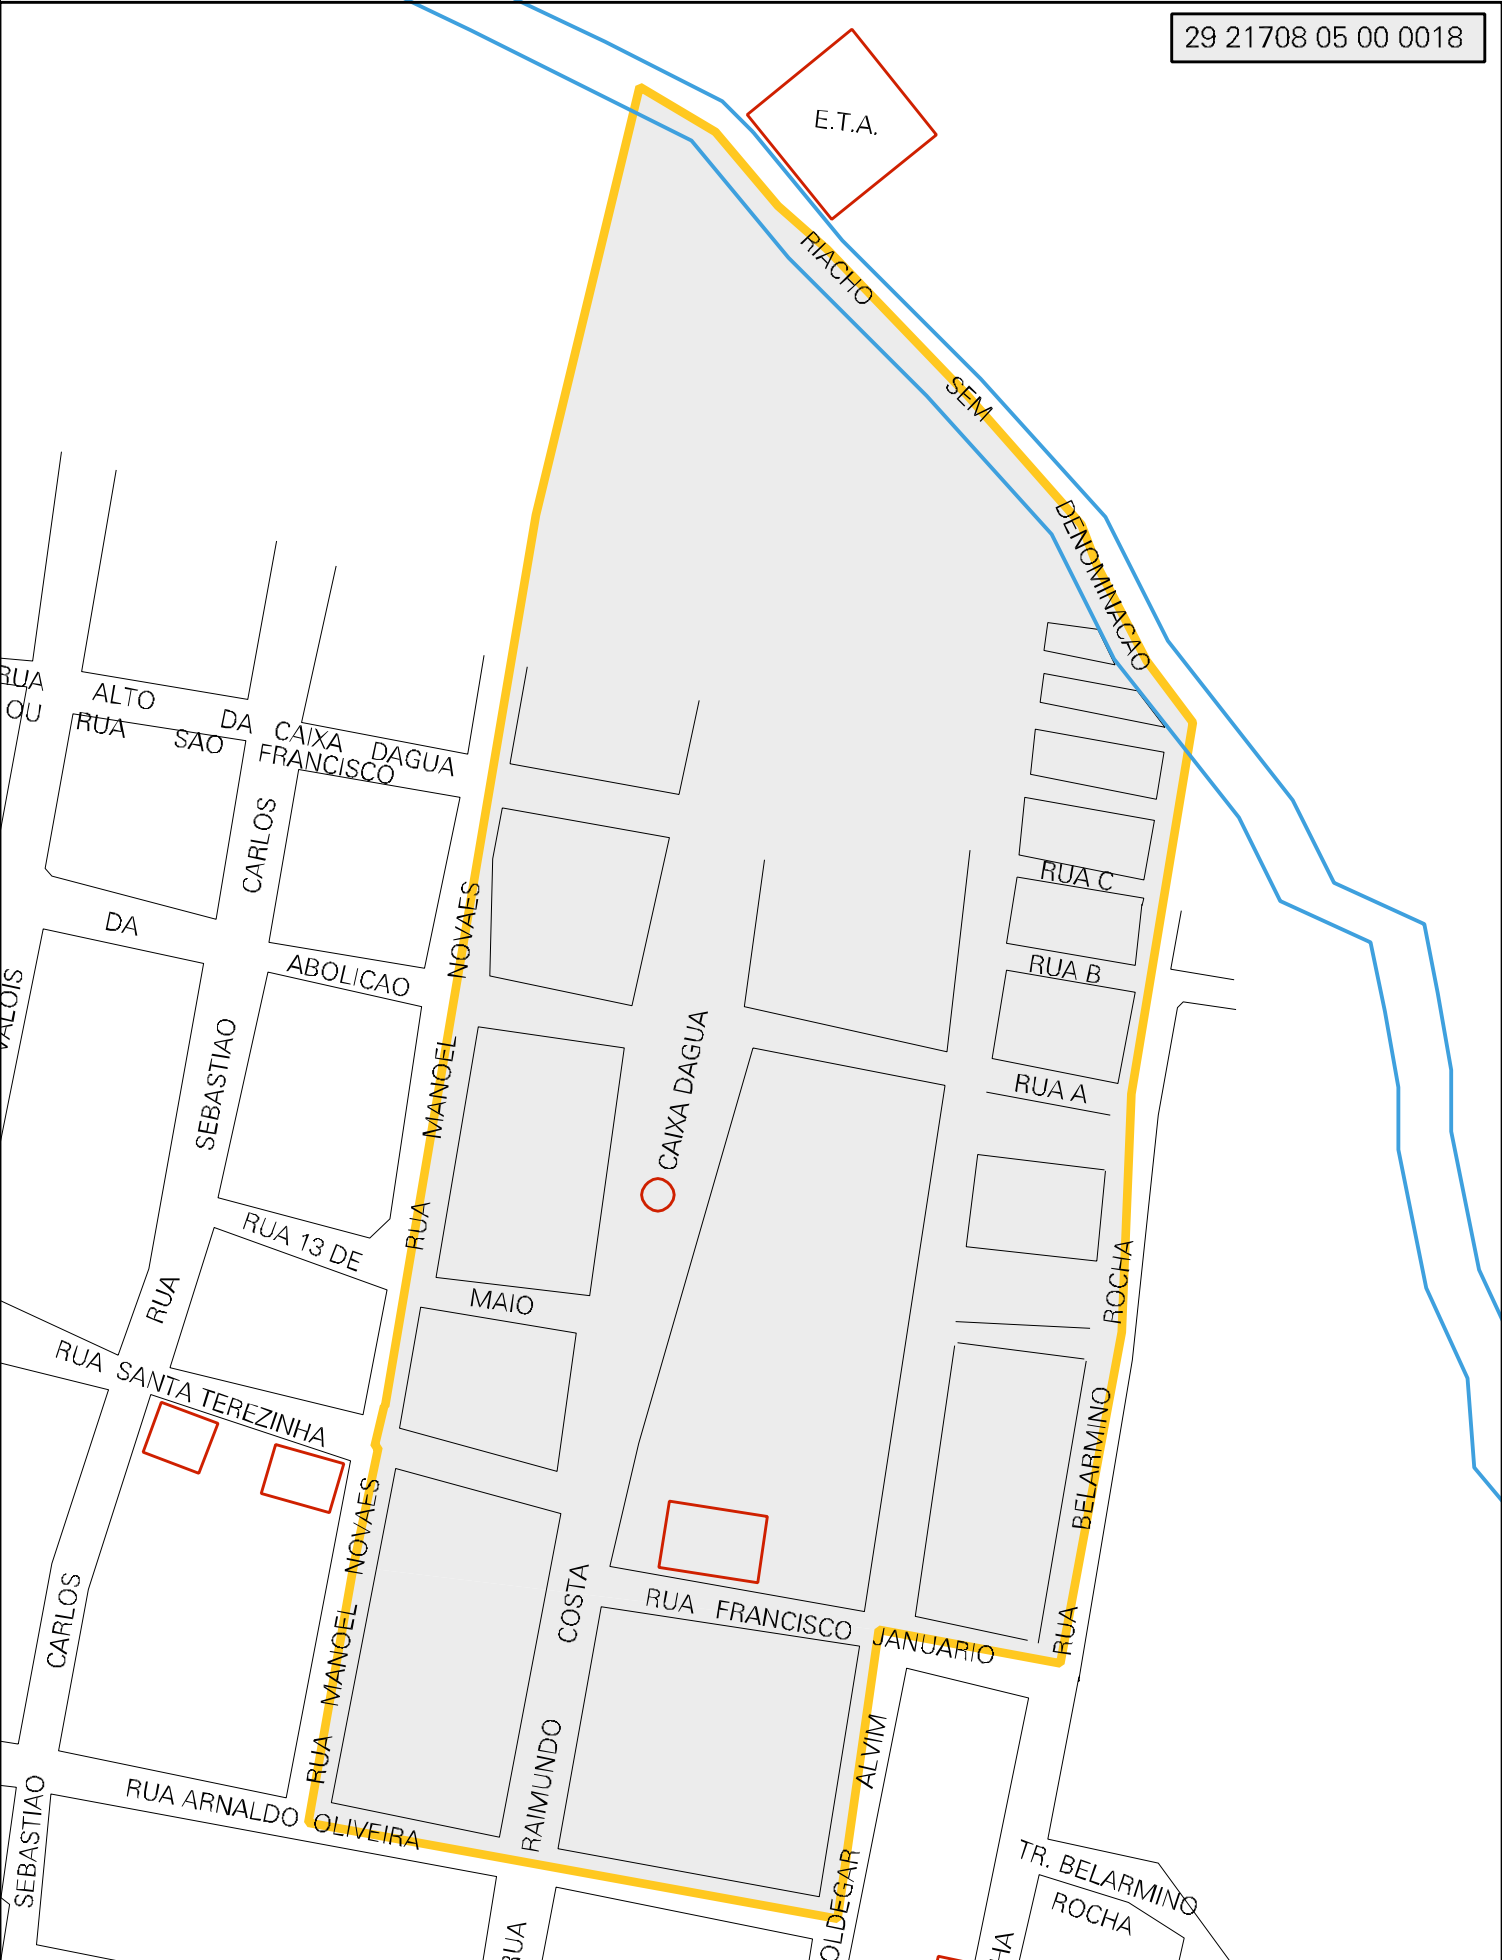 29 21708 05 00 0018
E.T.A.
RIACHO SEM DENOMINACAO
RUA ALTO DA CAIXA DAGUA
OU RUA SAO FRANCISCO
CARLOS
SEBASTIAO
RUA
DA ABOLICAO
VALOIS
RUA MANOEL NOVAES
CAIXA DAGUA
RUA C
RUA B
RUA A
RUA 13 DE MAIO
RUA SANTA TEREZINHA
RUA BELARMINO ROCHA
RUA MANOEL NOVAES
CARLOS
SEBASTIAO
RAIMUNDO COSTA
RUA FRANCISCO JANUARIO
RUA ARNALDO OLIVEIRA
OLDEGAR ALVIM
TR. BELARMINO
ROCHA